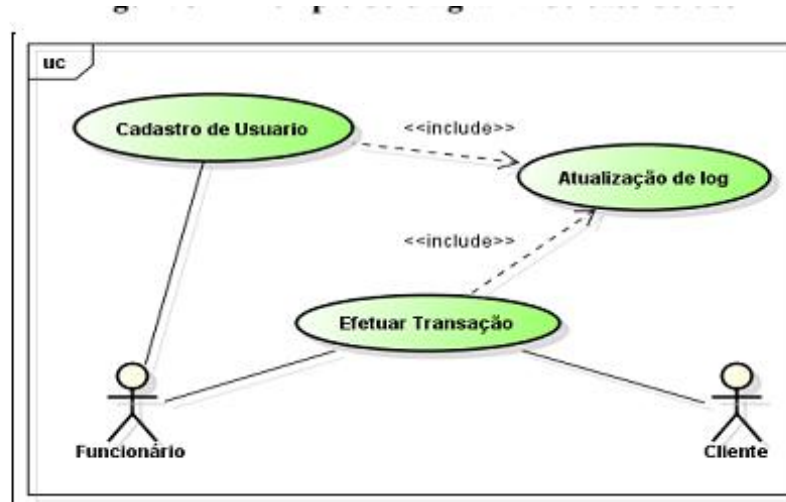 uc
Cadastro de Usuario
<<include>>
Atualização de log
<<include>>
Efetuar Transação
Funcionário
Cliente